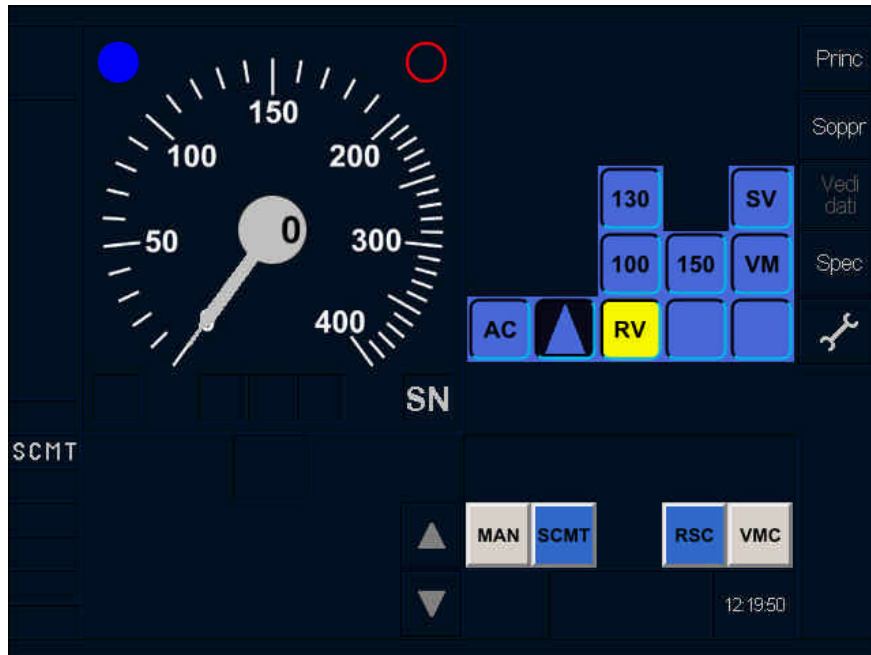 150
100 200
50 0 300
400
SN
130 SV
100 150 VM
AC RV
Princ
Soppr
Vedi
dati
Spec
SCMT
MAN SCMT RSC VMC
12:19:50